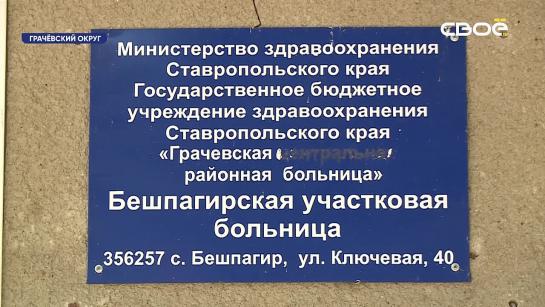 ГРАЧЁВСКИЙ ОКРУГ
СВОЁ
Министерство здравоохранения
Ставропольского края
Государственное бюджетное
учреждение здравоохранения
Ставропольского края
«Грачевская центральная
районная больница»
Бешпагирская участковая
больница
356257 с. Бешпагир, ул. Ключевая, 40